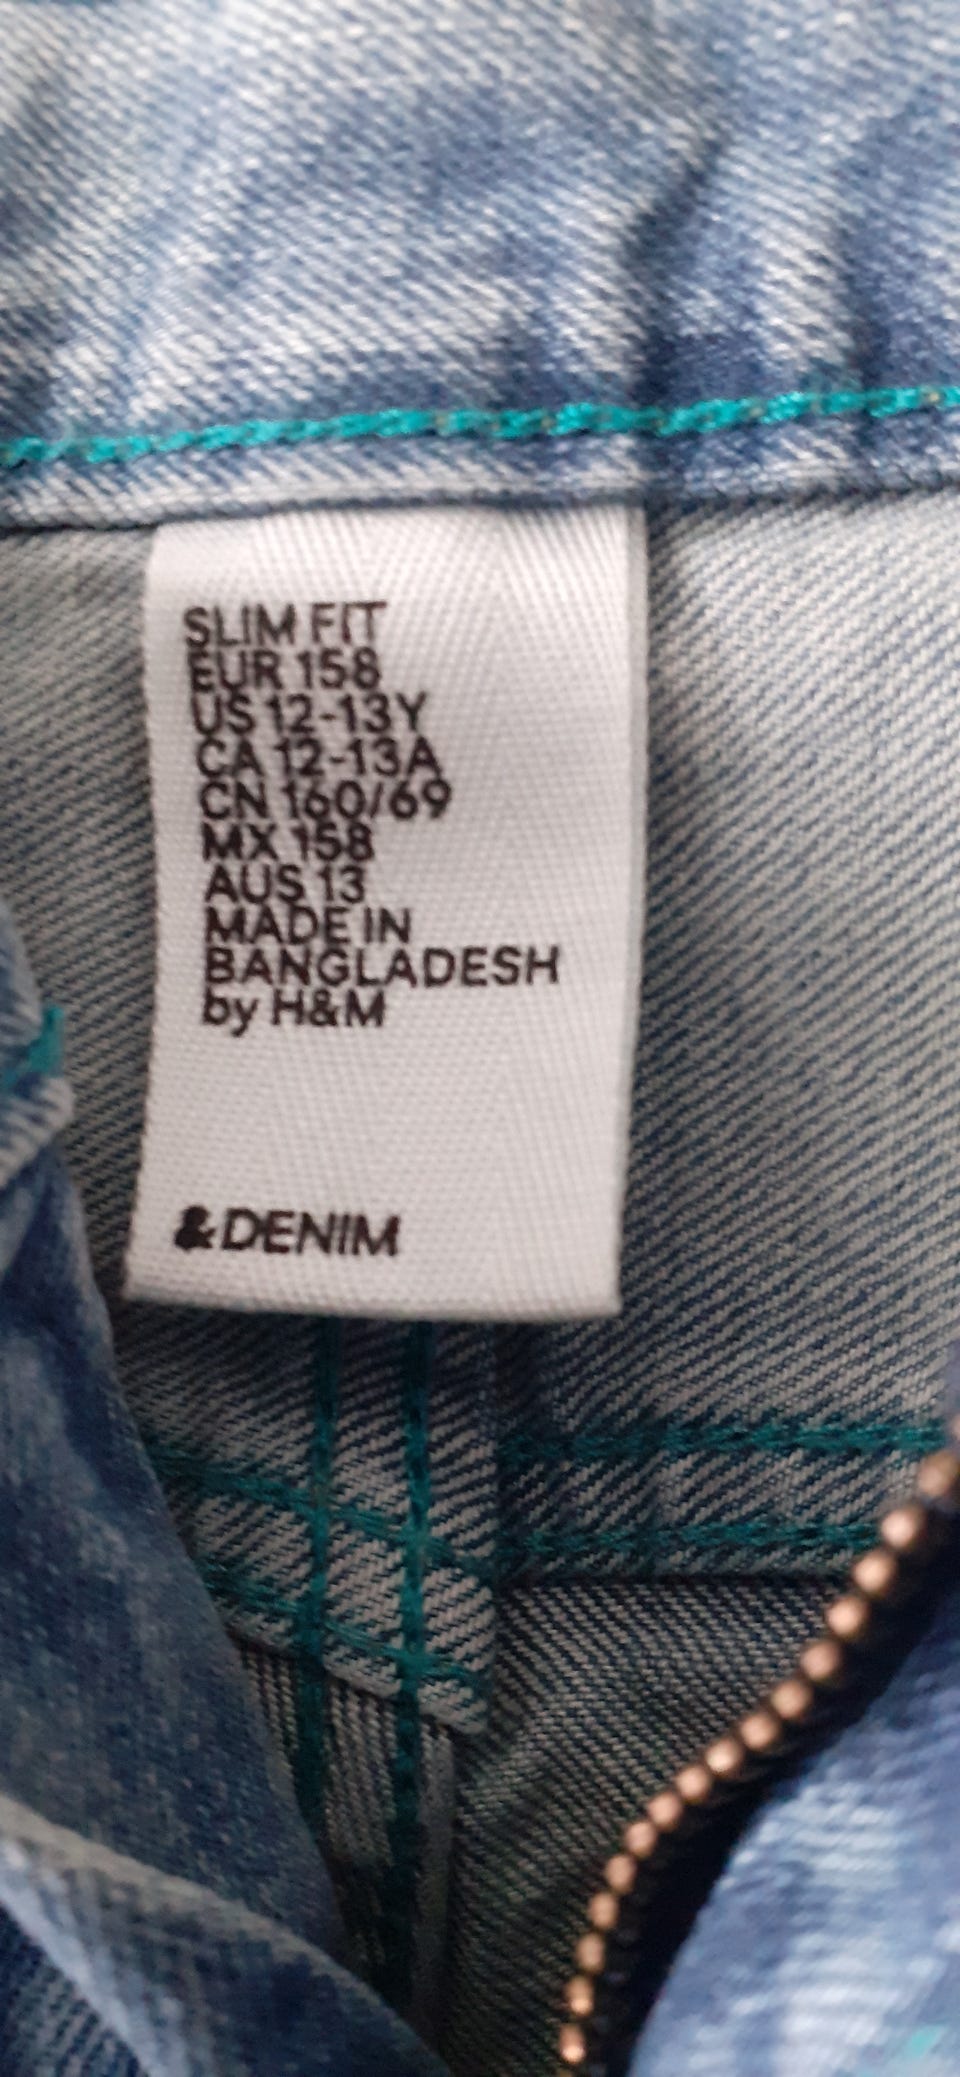 SLIM FIT
EUR 158
US 12-13Y
CA 12-13A
CN 160/69
MX 158
AUS 13
MADE IN
BANGLADESH
by H&M
&DENIM